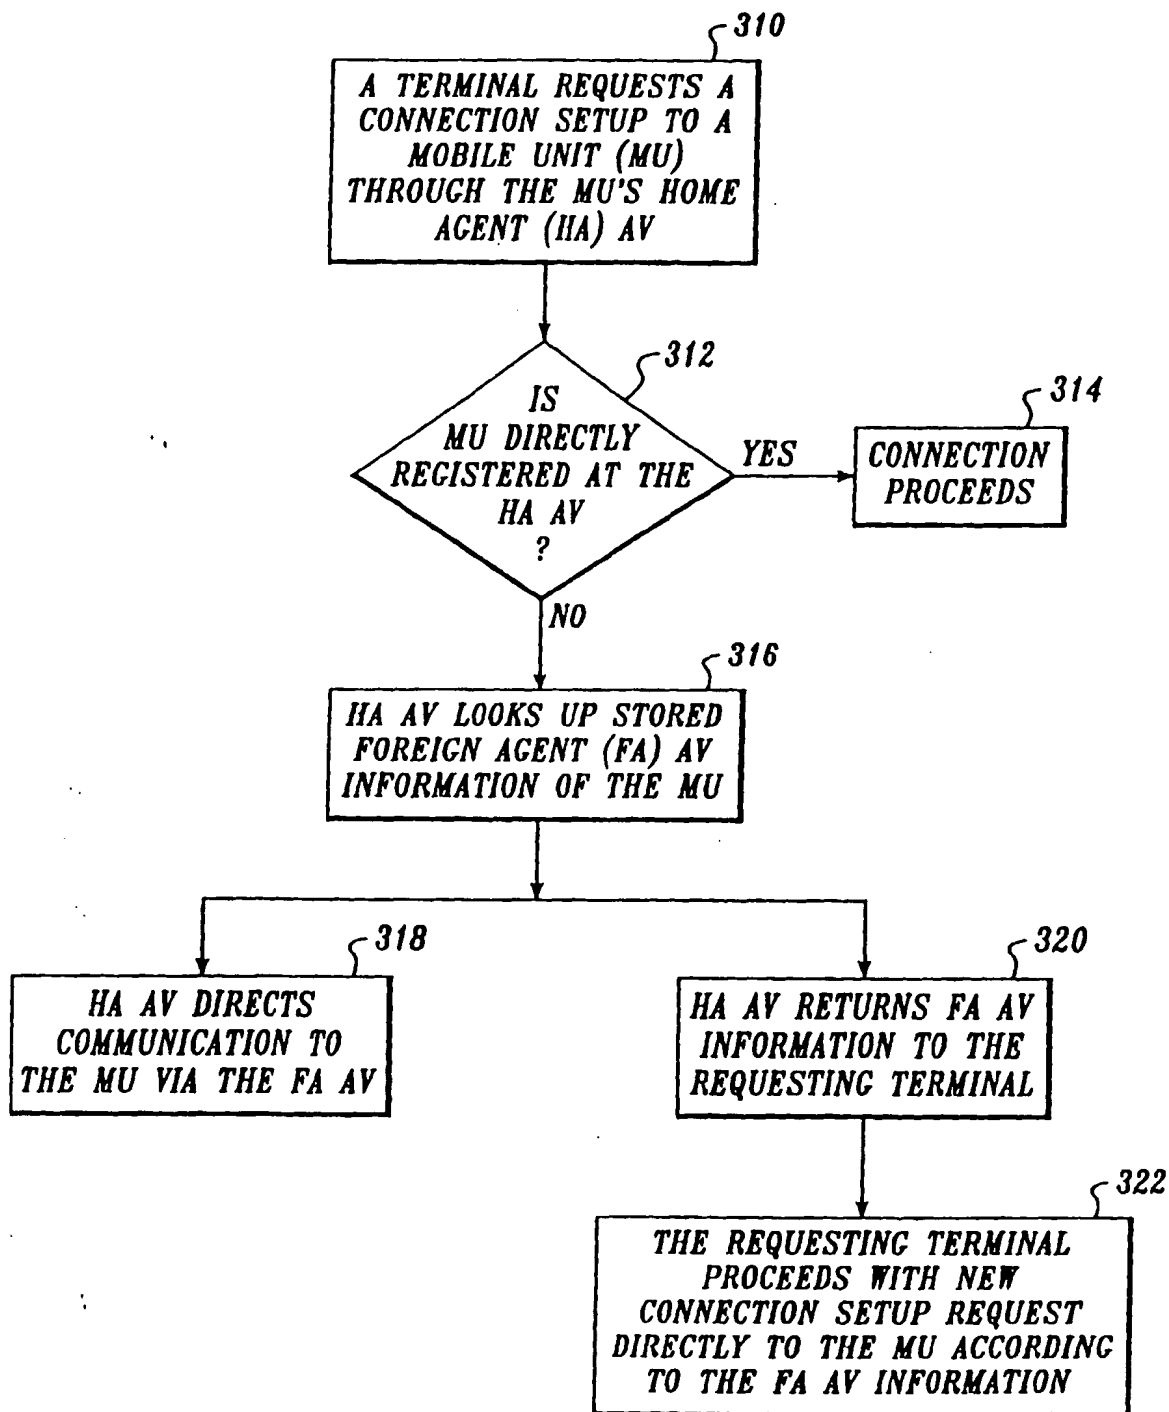 310
A TERMINAL REQUESTS A
CONNECTION SETUP TO A
MOBILE UNIT (MU)
THROUGH THE MU'S HOME
AGENT (HA) AV
312
IS
MU DIRECTLY
REGISTERED AT THE
HA AV
?
YES
314
CONNECTION
PROCEEDS
NO
316
HA AV LOOKS UP STORED
FOREIGN AGENT (FA) AV
INFORMATION OF THE MU
318
HA AV DIRECTS
COMMUNICATION TO
THE MU VIA THE FA AV
320
HA AV RETURNS FA AV
INFORMATION TO THE
REQUESTING TERMINAL
322
THE REQUESTING TERMINAL
PROCEEDS WITH NEW
CONNECTION SETUP REQUEST
DIRECTLY TO THE MU ACCORDING
TO THE FA AV INFORMATION